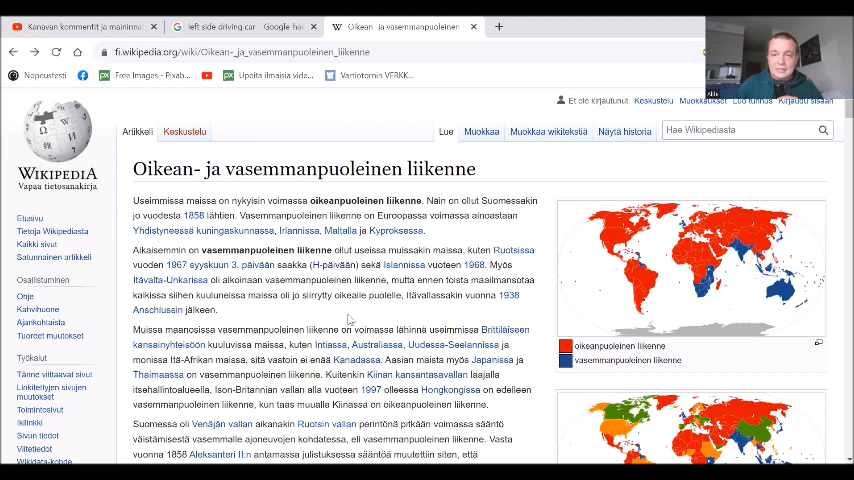 Kanavan kommentit ja maininna
left side driving car - Google-hak
Oikean- ja vasemmanpuoleinen
fi.wikipedia.org/wiki/Oikean-_ja_vasemmanpuoleinen_liikenne
Nopeustesti
Free Images - Pixab...
Upeita ilmaisia vide...
Vartiotornin VERKK...
Et ole kirjautunut
Keskustelu
Muokkaukset
Luo tunnus
Kirjaudu sisään
Artikkeli
Keskustelu
Lue
Muokkaa
Muokkaa wikitekstiä
Näytä historia
Hae Wikipediasta
WIKIPEDIA
Vapaa tietosanakirja
Oikean- ja vasemmanpuoleinen liikenne
Useimmissa maissa on nykyisin voimassa oikeanpuoleinen liikenne. Näin on ollut Suomessakin
jo vuodesta 1858 lähtien. Vasemmanpuoleinen liikenne on Euroopassa voimassa ainoastaan
Yhdistyneessä kuningaskunnassa, Irlannissa, Maltalla ja Kyproksessa.
Aikaisemmin on vasemmanpuoleinen liikenne ollut useissa muissakin maissa, kuten Ruotsissa
vuoden 1967 syyskuun 3. päivään saakka (H-päivään) sekä Islannissa vuoteen 1968. Myös
Itävalta-Unkarissa oli aikoinaan vasemmanpuoleinen liikenne, mutta ennen toista maailmansotaa
kaikissa siihen kuuluneissa maissa oli jo siirrytty oikealle puolelle, Itävallassakin vuonna 1938
Anschlussin jälkeen.
Muissa maanosissa vasemmanpuoleinen liikenne on voimassa lähinnä useimmissa Brittiläiseen
kansainyhteisöön kuuluvissa maissa, kuten Intiassa, Australiassa, Uudessa-Seelannissa ja
monissa Itä-Afrikan maissa, sitä vastoin ei enää Kanadassa. Aasian maista myös Japanissa ja
Thaimaassa on vasemmanpuoleinen liikenne. Kuitenkin Kiinan kansantasavallan laajalla
itsehallintoalueella, Ison-Britannian vallan alla vuoteen 1997 olleessa Hongkongissa on edelleen
vasemmanpuoleinen liikenne, kun taas muualla Kiinassa on oikeanpuoleinen liikenne.
Suomessa oli Venäjän vallan aikanakin Ruotsin vallan perintönä pitkään voimassa sääntö
väistämisestä vasemmalle ajoneuvojen kohdatessa, eli vasemmanpuoleinen liikenne. Vasta
vuonna 1858 Aleksanteri II:n antamassa julistuksessa sääntöä muutettiin siten, että
Etusivu
Tietoja Wikipediasta
Kaikki sivut
Satunnainen artikkeli
Osallistuminen
Ohje
Kahvihuone
Ajankohtaista
Tuoreet muutokset
Työkalut
Tänne viittaavat sivut
Linkitettyjen sivujen
muutokset
Toimintosivut
Ikilinkki
Sivun tiedot
Viitetiedot
Wikidata-kohde
oikeanpuoleinen liikenne
vasemmanpuoleinen liikenne